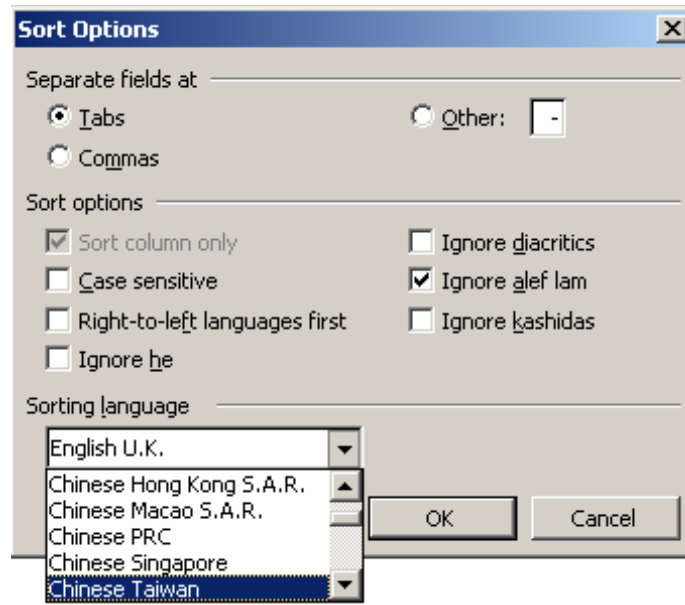 Sort Options
Separate fields at
Tabs
Other: -
Commas
Sort options
Sort column only
Ignore diacritics
Case sensitive
Ignore alef lam
Right-to-left languages first
Ignore kashidas
Ignore he
Sorting language
English U.K.
Chinese Hong Kong S.A.R.
Chinese Macao S.A.R.
Chinese PRC
Chinese Singapore
Chinese Taiwan
OK
Cancel